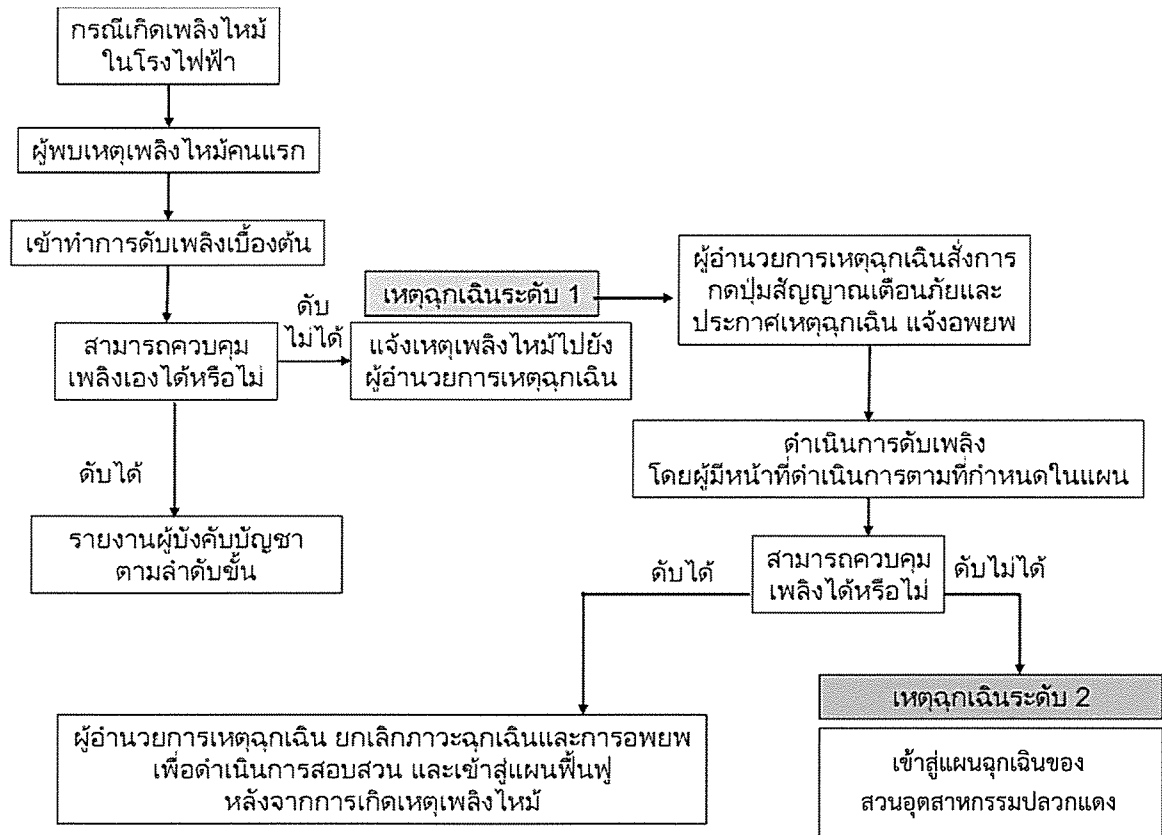 กรณีเกิดเพลิงไหม้
ในโรงไฟฟ้า
ผู้พบเหตุเพลิงไหม้คนแรก
เข้าทำการดับเพลิงเบื้องต้น
สามารถควบคุม
เพลิงเองได้หรือไม่
ดับ
ไม่ได้
เหตุฉุกเฉินระดับ 1
แจ้งเหตุเพลิงไหม้ไปยัง
ผู้อำนวยการเหตุฉุกเฉิน
ดับได้
รายงานผู้บังคับบัญชา
ตามลำดับขั้น
ผู้อำนวยการเหตุฉุกเฉินสั่งการ
กดปุ่มสัญญาณเตือนภัยและ
ประกาศเหตุฉุกเฉิน แจ้งอพยพ
ดำเนินการดับเพลิง
โดยผู้มีหน้าที่ดำเนินการตามที่กำหนดในแผน
สามารถควบคุม
เพลิงได้หรือไม่
ดับได้
ดับไม่ได้
ผู้อำนวยการเหตุฉุกเฉิน ยกเลิกภาวะฉุกเฉินและการอพยพ
เพื่อดำเนินการสอบสวน และเข้าสู่แผนฟื้นฟู
หลังจากการเกิดเหตุเพลิงไหม้
เหตุฉุกเฉินระดับ 2
เข้าสู่แผนฉุกเฉินของ
สวนอุตสาหกรรมปลวกแดง